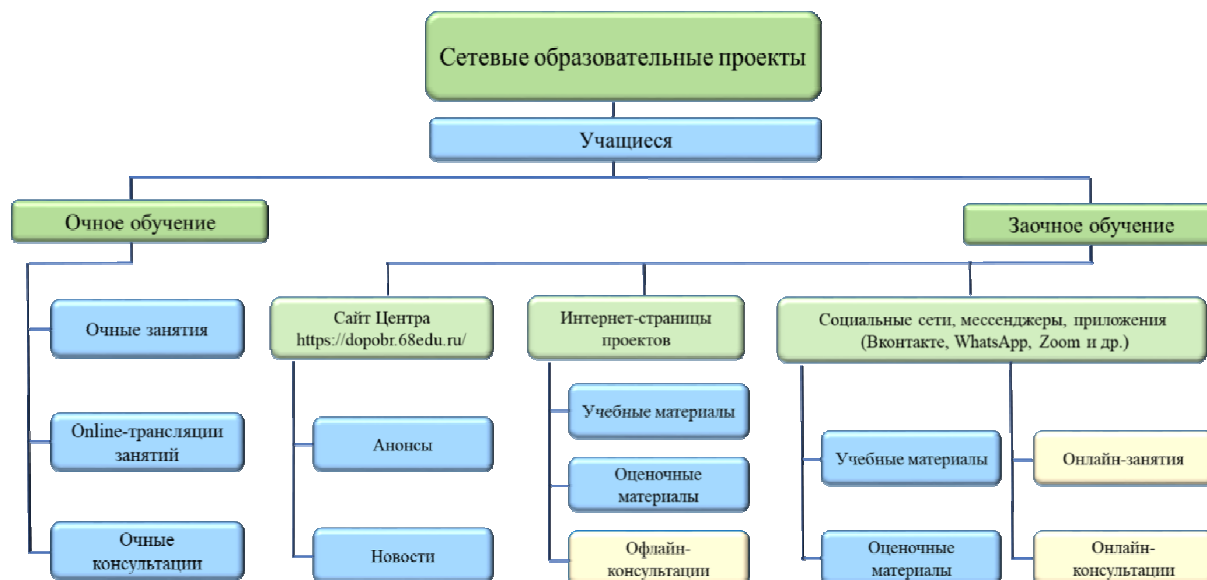 Сетевые образовательные проекты
Учащиеся
Очное обучение
Заочное обучение
Очные занятия
Online-трансляции
занятий
Очные
консультации
Сайт Центра
https://dopobr.68edu.ru/
Анонсы
Новости
Интернет-страницы
проектов
Учебные материалы
Оценочные
материалы
Офлайн-
консультации
Социальные сети, мессенджеры, приложения
(Вконтакте, WhatsApp, Zoom и др.)
Учебные материалы
Оценочные
материалы
Онлайн-занятия
Онлайн-
консультации